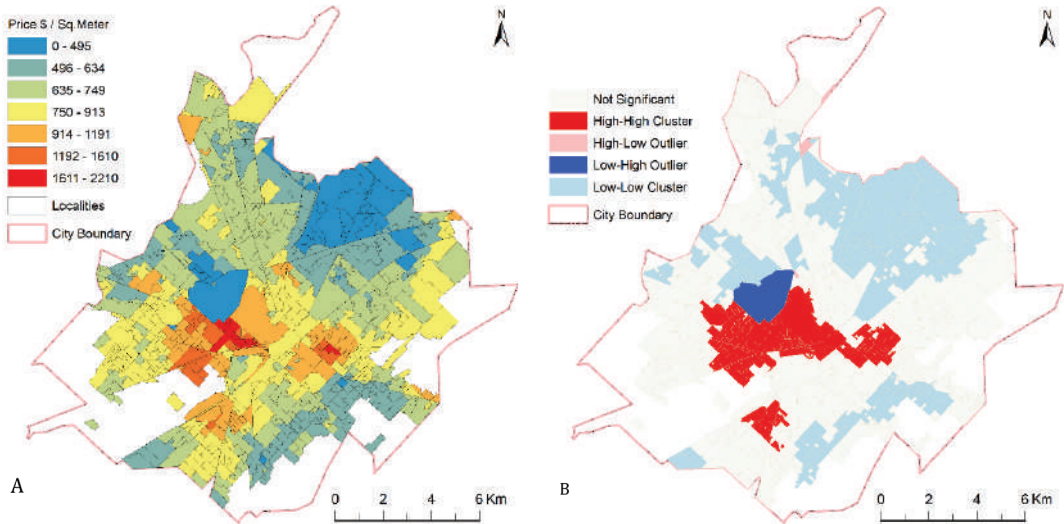 Price $ / Sq.Meter
0 - 495
496 - 634
635 - 749
750 - 913
914 - 1191
1192 - 1610
1611 - 2210
Localities
City Boundary
N
A
0 2 4 6 Km
Not Significant
High-High Cluster
High-Low Outlier
Low-High Outlier
Low-Low Cluster
City Boundary
N
B
0 2 4 6 Km